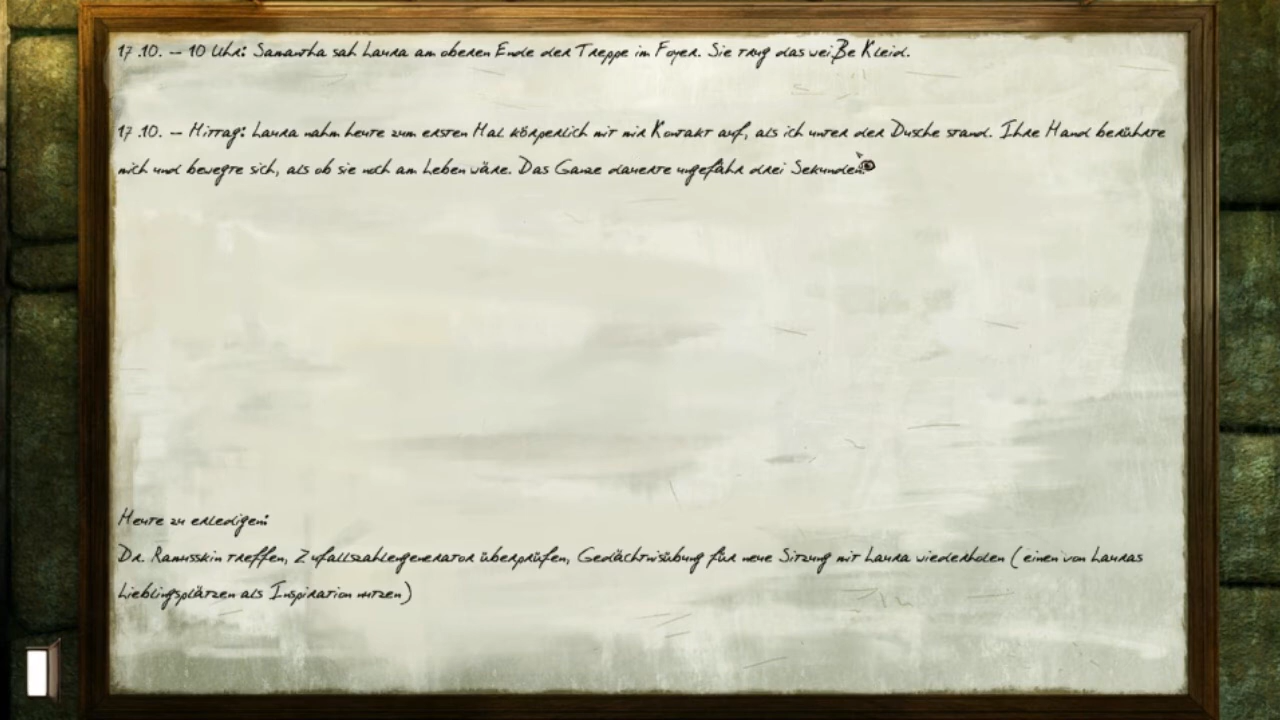 17.10. – 10 Uhr: Samantha sah Laura am oberen Ende der Treppe im Foyer. Sie trug das weiße Kleid.
17.10. – Mittag: Laura nahm heute zum ersten Mal körperlich mit mir Kontakt auf, als ich unter der Dusche stand. Ihre Hand berührte
mich und bewegte sich, als ob sie noch am Leben wäre. Das Ganze dauerte ungefähr drei Sekunden.
Heute zu erledigen:
Dr. Ramusskin treffen, Zufallszahlengenerator überprüfen, Gedächtnisübung für neue Sitzung mit Laura wiederholen (einen von Lauras
Lieblingsplätzen als Inspiration nutzen)